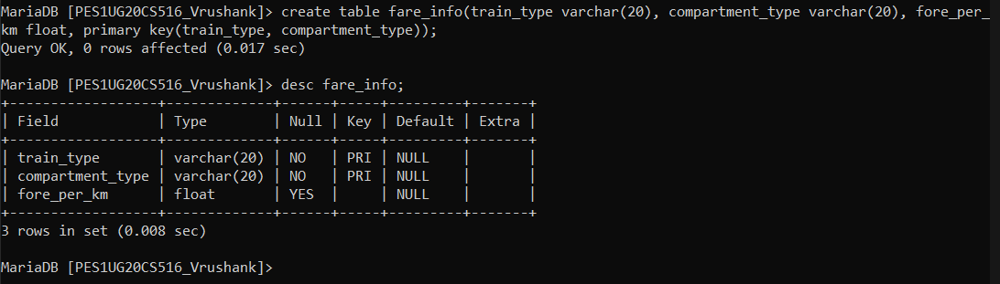 MariaDB [PES1UG20CS516_Vrushank]> create table fare_info(train_type varchar(20), compartment_type varchar(20), fore_per_
km float, primary key(train_type, compartment_type));
Query OK, 0 rows affected (0.017 sec)

MariaDB [PES1UG20CS516_Vrushank]> desc fare_info;
+------------------+-------------+------+-----+---------+-------+
| Field            | Type        | Null | Key | Default | Extra |
+------------------+-------------+------+-----+---------+-------+
| train_type       | varchar(20) | NO   | PRI | NULL    |       |
| compartment_type | varchar(20) | NO   | PRI | NULL    |       |
| fore_per_km      | float       | YES  |     | NULL    |       |
+------------------+-------------+------+-----+---------+-------+
3 rows in set (0.008 sec)

MariaDB [PES1UG20CS516_Vrushank]>